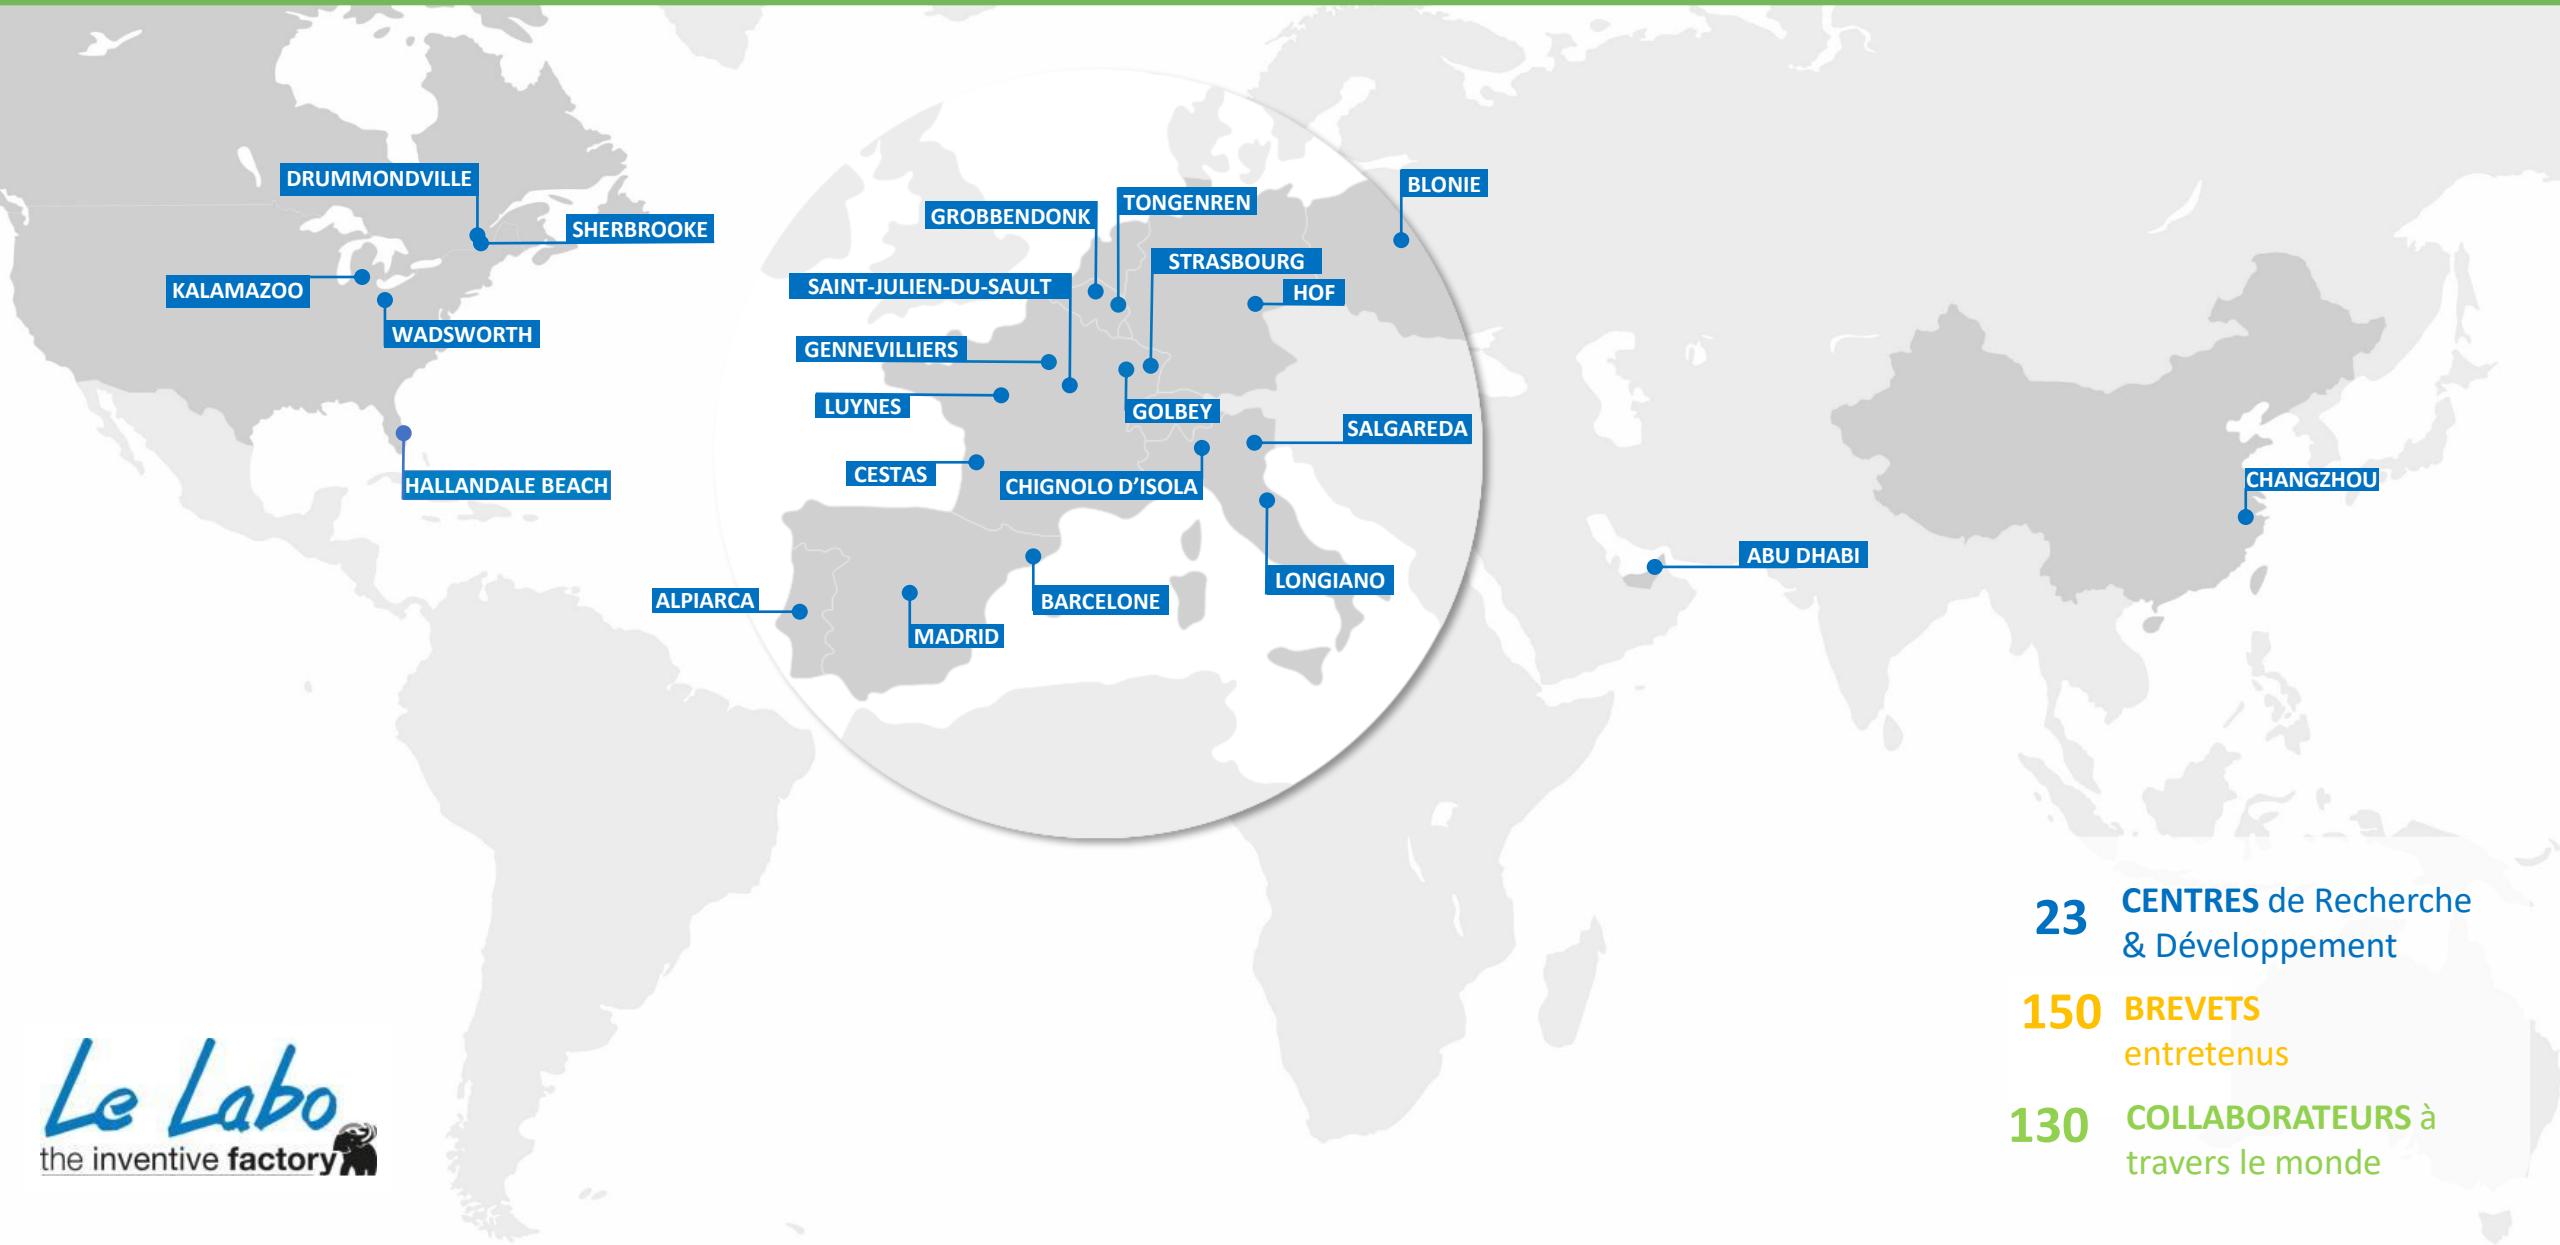 DRUMMONDVILLE
SHERBROOKE
KALAMAZOO
WADSWORTH
HALLANDALE BEACH
BLONIE
TONGENREN
GROBBENDONK
STRASBOURG
SAINT-JULIEN-DU-SAULT
HOF
GENNEVILLIERS
LUYNES
GOLBEY
SALGAREDA
CESTAS
CHIGNOLO D’ISOLA
LONGIANO
BARCELONE
ALPIARCA
MADRID
CHANGZHOU
ABU DHABI
23 CENTRES de Recherche
& Développement
150 BREVETS
entretenus
130 COLLABORATEURS à
travers le monde
Le Labo
the inventive factory